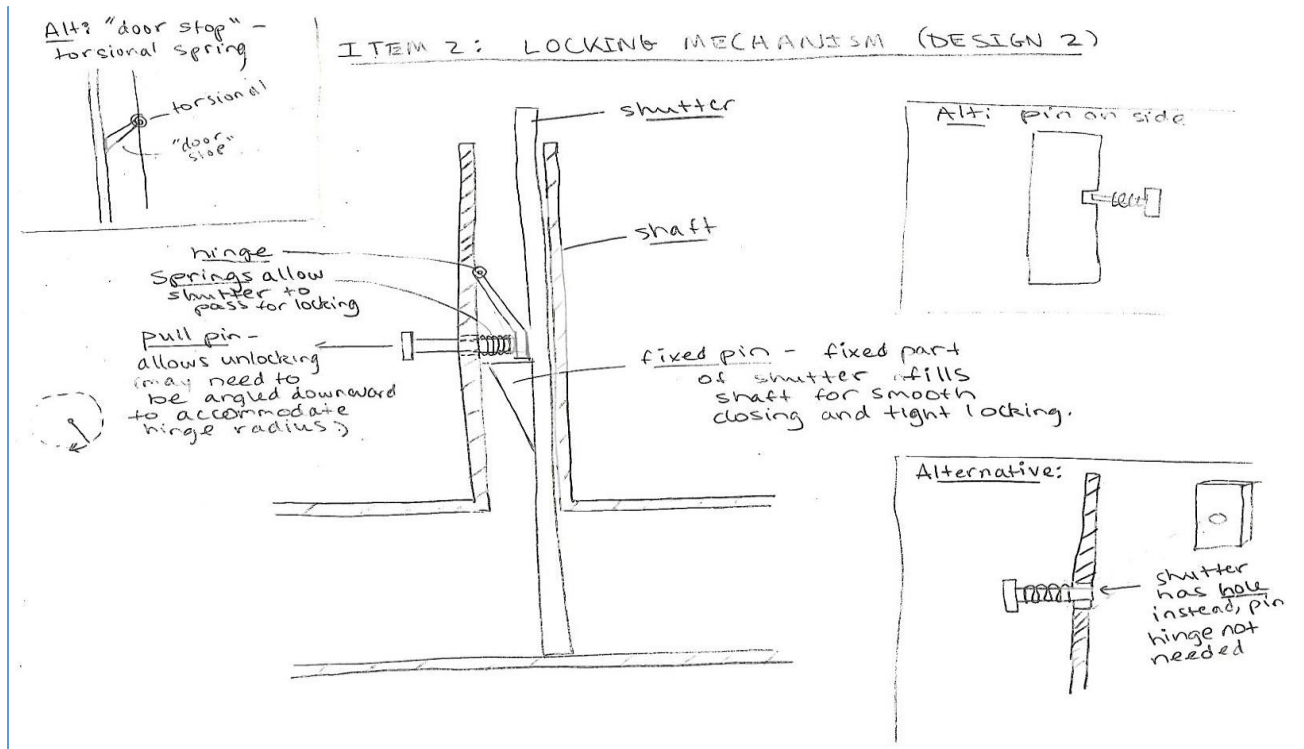 ITEM 2: LOCKING MECHANISM (DESIGN 2)
Alt: "door stop" -
torsional spring
torsional
"door
stop"
shutter
shaft
hinge
springs allow
shutter to
pass for locking
pull pin -
allows unlocking
(may need to
be angled downward
to accommodate
hinge radius:)
fixed pin - fixed part
of shutter fills
shaft for smooth
closing and tight locking.
Alt: pin on side
Alternative:
shutter
has hole
instead, pin
hinge not
needed